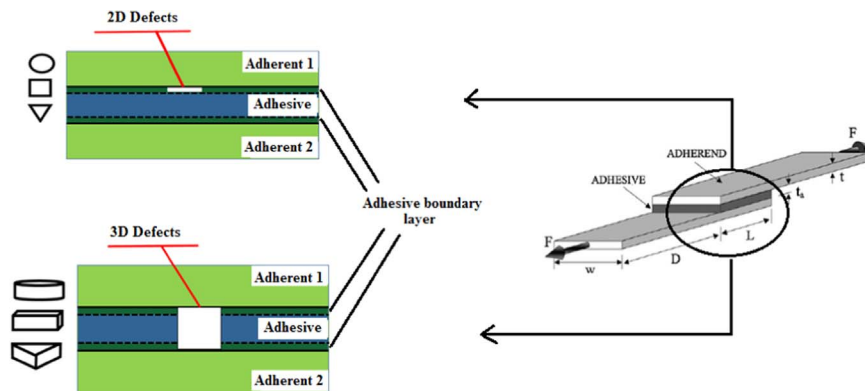 2D Defects
Adherent 1
Adhesive
Adherent 2
Adhesive boundary
layer
3D Defects
Adherent 1
Adhesive
Adherent 2
F
ADHEREND
t
ADHESIVE
tₐ
L
F
D
w